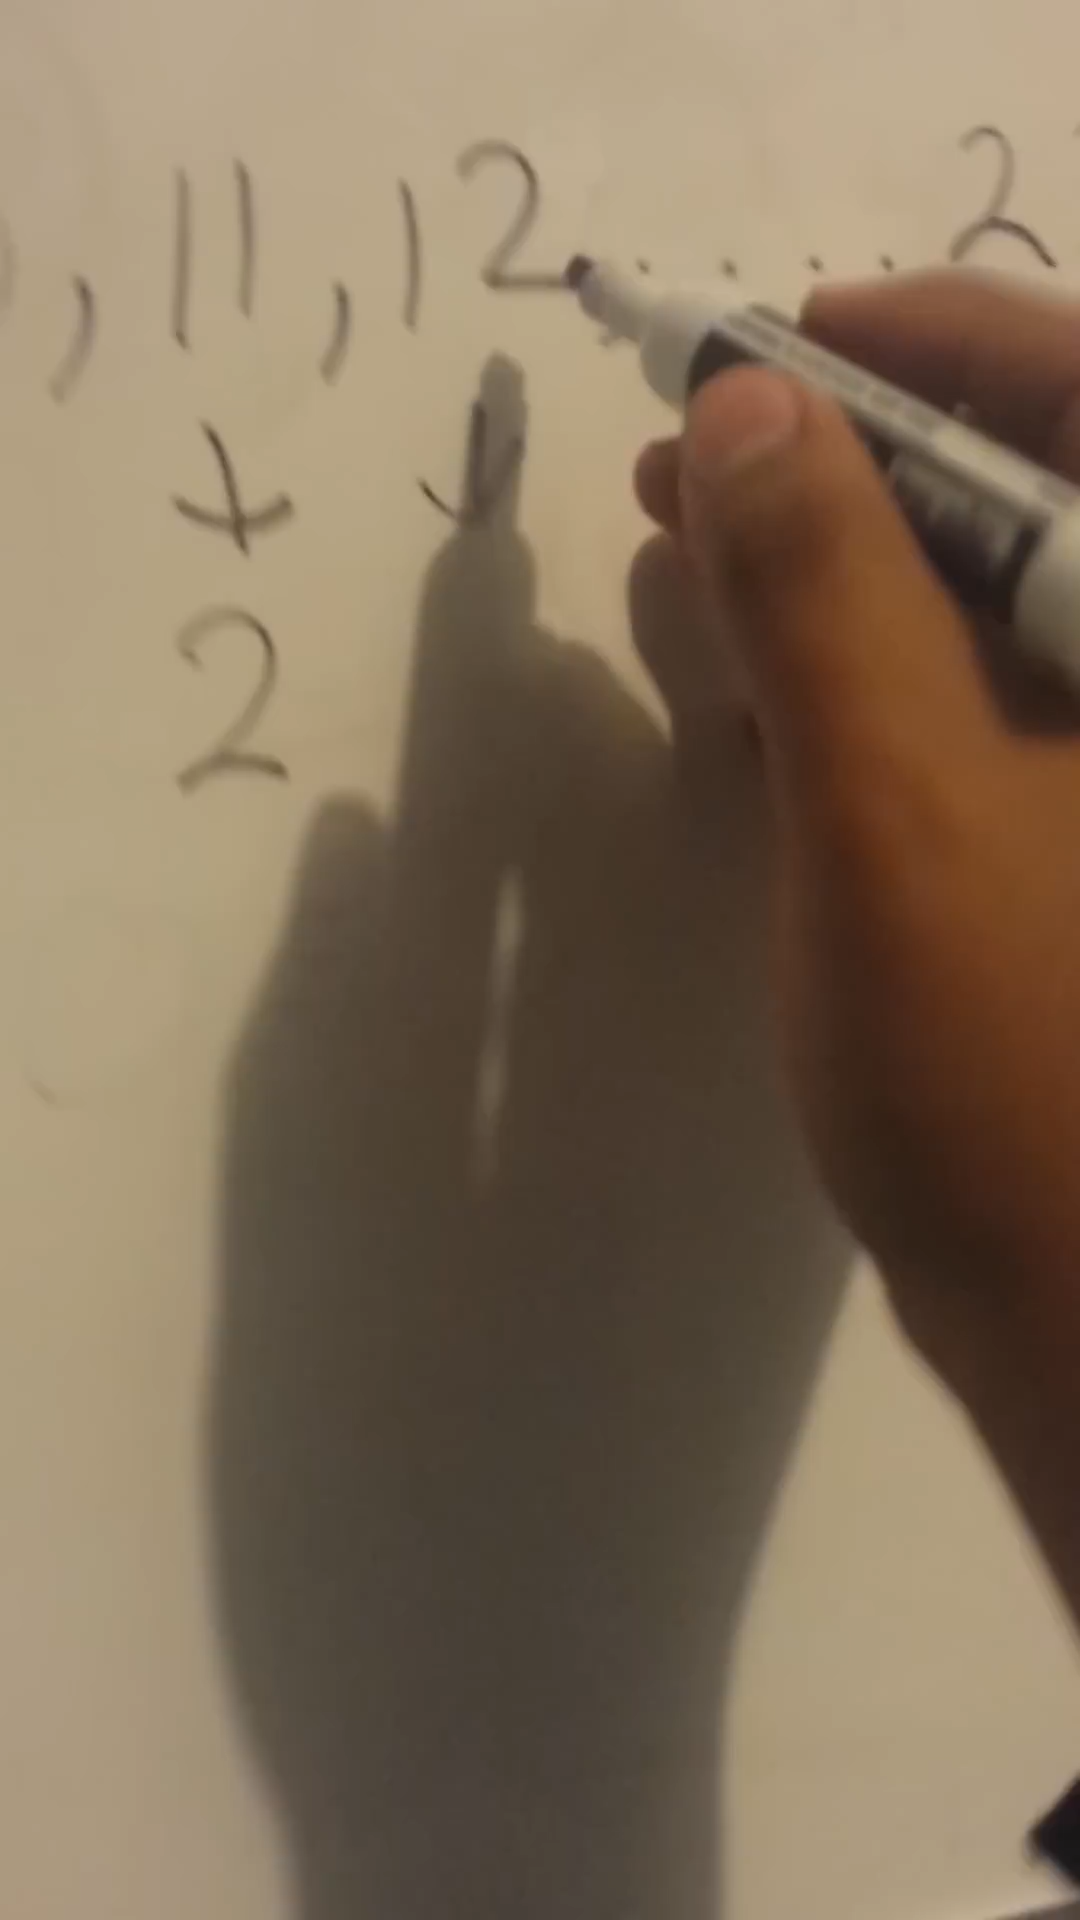 , 11, 12 . . . . 2
↓
2